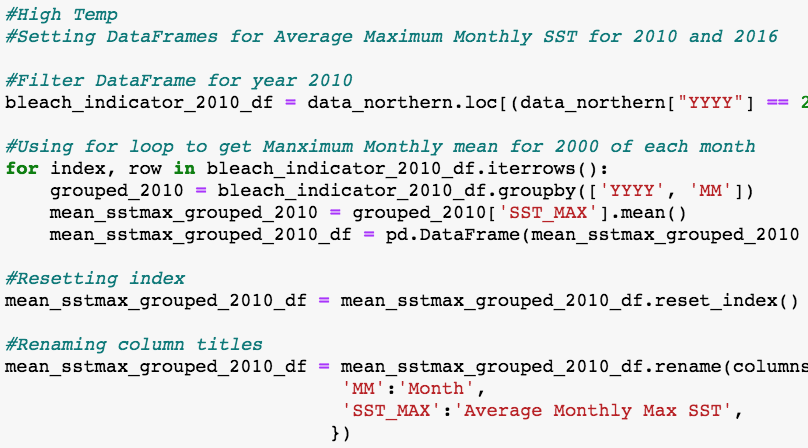 #High Temp
#Setting DataFrames for Average Maximum Monthly SST for 2010 and 2016
#Filter DataFrame for year 2010
bleach_indicator_2010_df = data_northern.loc[(data_northern["YYYY"] == 2
#Using for loop to get Manximum Monthly mean for 2000 of each month
for index, row in bleach_indicator_2010_df.iterrows():
    grouped_2010 = bleach_indicator_2010_df.groupby(['YYYY', 'MM'])
    mean_sstmax_grouped_2010 = grouped_2010['SST_MAX'].mean()
    mean_sstmax_grouped_2010_df = pd.DataFrame(mean_sstmax_grouped_2010
#Resetting index
mean_sstmax_grouped_2010_df = mean_sstmax_grouped_2010_df.reset_index()
#Renaming column titles
mean_sstmax_grouped_2010_df = mean_sstmax_grouped_2010_df.rename(columns
                              'MM':'Month',
                              'SST_MAX':'Average Monthly Max SST',
                             })